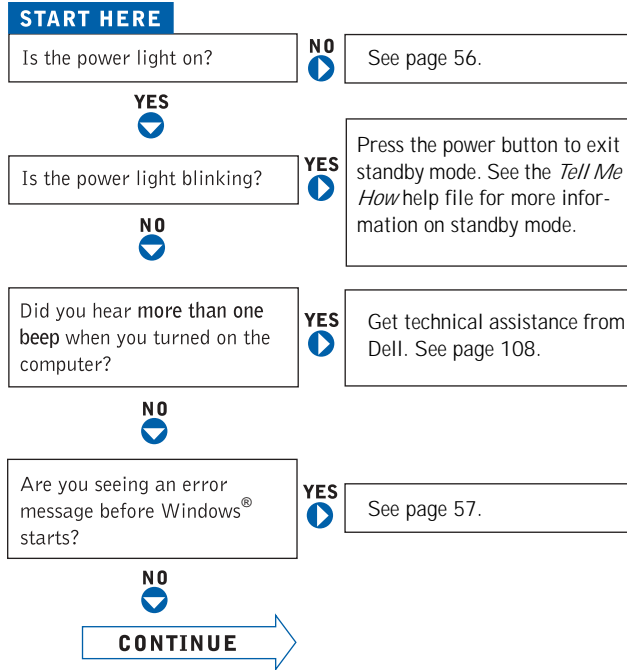 START HERE
Is the power light on?
NO
See page 56.
YES
Is the power light blinking?
YES
Press the power button to exit
standby mode. See the Tell Me
How help file for more infor-
mation on standby mode.
NO
Did you hear more than one
beep when you turned on the
computer?
YES
Get technical assistance from
Dell. See page 108.
NO
Are you seeing an error
message before Windows®
starts?
YES
See page 57.
NO
CONTINUE